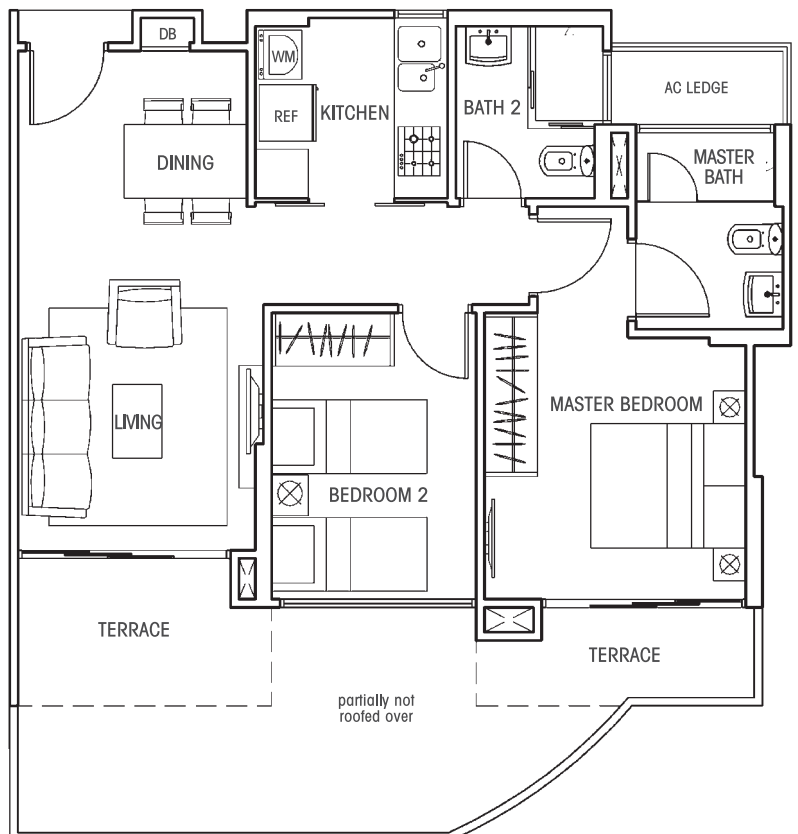 DB
WM
REF
KITCHEN
BATH 2
AC LEDGE
DINING
MASTER
BATH
LIVING
MASTER BEDROOM
BEDROOM 2
TERRACE
TERRACE
partially not
roofed over